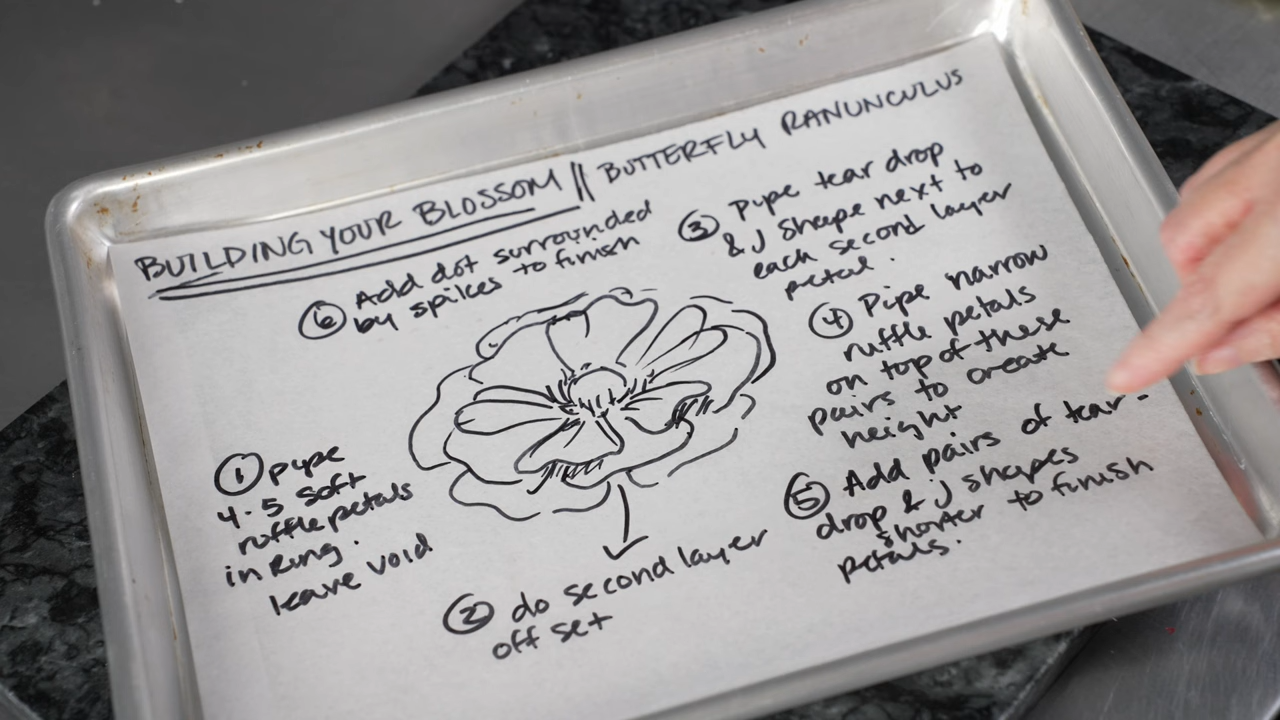 BUILDING YOUR BLOSSOM || BUTTERFLY RANUNCULUS
① pipe
4-5 soft
ruffle petals
in ring.
leave void
② do second layer
off set
③ Pipe tear drop
& J shape next to
each second layer
petal.
④ Pipe narrow
ruffle petals
on top of these
pairs to create
height
⑤ Add pairs of tear-
drop & j shapes
shorter to finish
petals.
⑥ Add dot surrounded
by spikes to finish